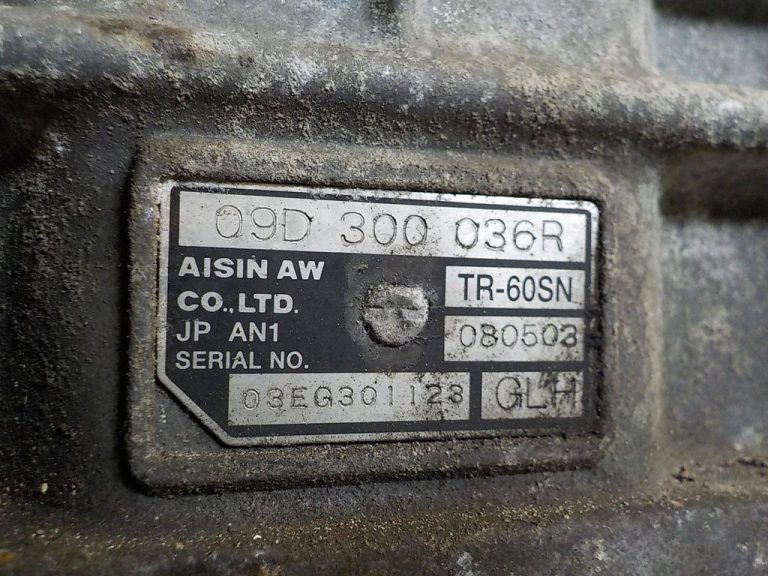 09D 300 036R
AISIN AW
CO.,LTD.
JP AN1
SERIAL NO.
TR-60SN
080503
03EG301123
GLH